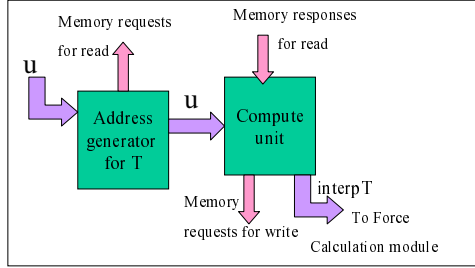 Memory requests
for read
Memory responses
for read
u
Address
generator
for T
u
Compute
unit
Memory
requests for write
interpT
To Force
Calculation module